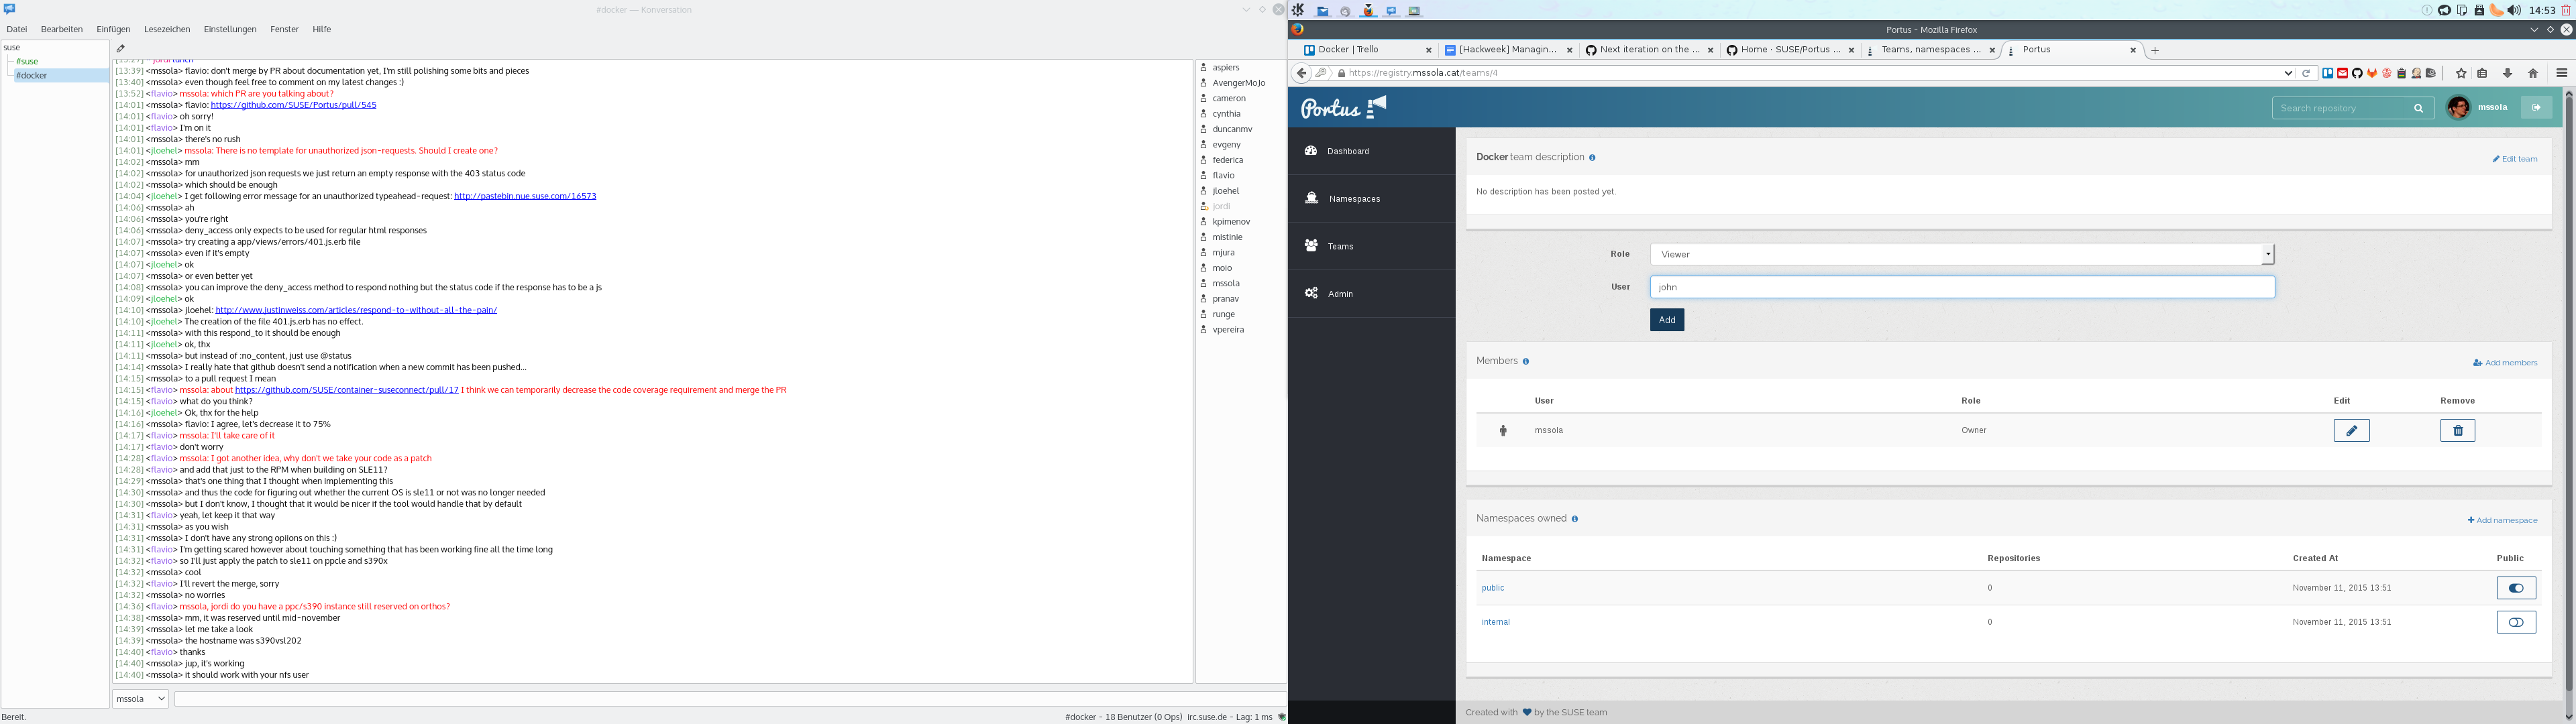 #docker — Konversation
Datei Bearbeiten Einfügen Lesezeichen Einstellungen Fenster Hilfe
suse
#suse
#docker
[13:39] <mssola> flavio: don't merge by PR about documentation yet, I'm still polishing some bits and pieces
[13:40] <mssola> even though feel free to comment on my latest changes :)
[13:52] <flavio> mssola: which PR are you talking about?
[14:01] <mssola> flavio: https://github.com/SUSE/Portus/pull/545
[14:01] <flavio> oh sorry!
[14:01] <flavio> I'm on it
[14:01] <mssola> there's no rush
[14:01] <jloehel> mssola: There is no template for unauthorized json-requests. Should I create one?
[14:02] <mssola> mm
[14:02] <mssola> for unauthorized json requests we just return an empty response with the 403 status code
[14:02] <mssola> which should be enough
[14:04] <jloehel> I get following error message for an unauthorized typeahead-request: http://pastebin.nue.suse.com/16573
[14:06] <mssola> ah
[14:06] <mssola> you're right
[14:06] <mssola> deny_access only expects to be used for regular html responses
[14:07] <mssola> try creating a app/views/errors/401.js.erb file
[14:07] <mssola> even if it's empty
[14:07] <jloehel> ok
[14:07] <mssola> or even better yet
[14:08] <mssola> you can improve the deny_access method to respond nothing but the status code if the response has to be a js
[14:09] <jloehel> ok
[14:10] <mssola> jloehel: http://www.justinweiss.com/articles/respond-to-without-all-the-pain/
[14:10] <jloehel> The creation of the file 401.js.erb has no effect.
[14:11] <mssola> with this respond_to it should be enough
[14:11] <jloehel> ok, thx
[14:11] <mssola> but instead of :no_content, just use @status
[14:14] <mssola> I really hate that github doesn't send a notification when a new commit has been pushed...
[14:15] <mssola> to a pull request I mean
[14:15] <flavio> mssola: about https://github.com/SUSE/container-suseconnect/pull/17 I think we can temporarily decrease the code coverage requirement and merge the PR
[14:15] <flavio> what do you think?
[14:16] <jloehel> Ok, thx for the help
[14:16] <mssola> flavio: I agree, let's decrease it to 75%
[14:17] <flavio> mssola: I'll take care of it
[14:17] <flavio> don't worry
[14:28] <flavio> mssola: I got another idea, why don't we take your code as a patch
[14:28] <flavio> and add that just to the RPM when building on SLE11?
[14:29] <mssola> that's one thing that I thought when implementing this
[14:30] <mssola> and thus the code for figuring out whether the current OS is sle11 or not was no longer needed
[14:30] <mssola> but I don't know, I thought that it would be nicer if the tool would handle that by default
[14:31] <flavio> yeah, let keep it that way
[14:31] <mssola> as you wish
[14:31] <mssola> I don't have any strong opiions on this :)
[14:31] <flavio> I'm getting scared however about touching something that has been working fine all the time long
[14:32] <flavio> so I'll just apply the patch to sle11 on ppcle and s390x
[14:32] <mssola> cool
[14:32] <flavio> I'll revert the merge, sorry
[14:32] <mssola> no worries
[14:36] <flavio> mssola, jordi do you have a ppc/s390 instance still reserved on orthos?
[14:38] <mssola> mm, it was reserved until mid-november
[14:39] <mssola> let me take a look
[14:39] <mssola> the hostname was s390vsl202
[14:40] <flavio> thanks
[14:40] <mssola> jup, it's working
[14:40] <mssola> it should work with your nfs user
aspiers
AvengerMoJo
cameron
cynthia
duncanmv
evgeny
federica
flavio
jloehel
jordi
kpimenov
mistinie
mjura
moio
mssola
pranav
runge
vpereira
mssola
Bereit.
#docker - 18 Benutzer (0 Ops) irc.suse.de - Lag: 1 ms
14:53
Portus - Mozilla Firefox
Docker | Trello
[Hackweek] Managin...
Next iteration on the ...
Home · SUSE/Portus ...
Teams, namespaces ...
Portus
https://registry.mssola.cat/teams/4
Portus
Search repository
mssola
Dashboard
Namespaces
Teams
Admin
Docker team description
Edit team
No description has been posted yet.
Role Viewer
User john
Add
Members
Add members
User Role Edit Remove
mssola Owner
Namespaces owned
Add namespace
Namespace Repositories Created At Public
public 0 November 11, 2015 13:51
internal 0 November 11, 2015 13:51
Created with by the SUSE team